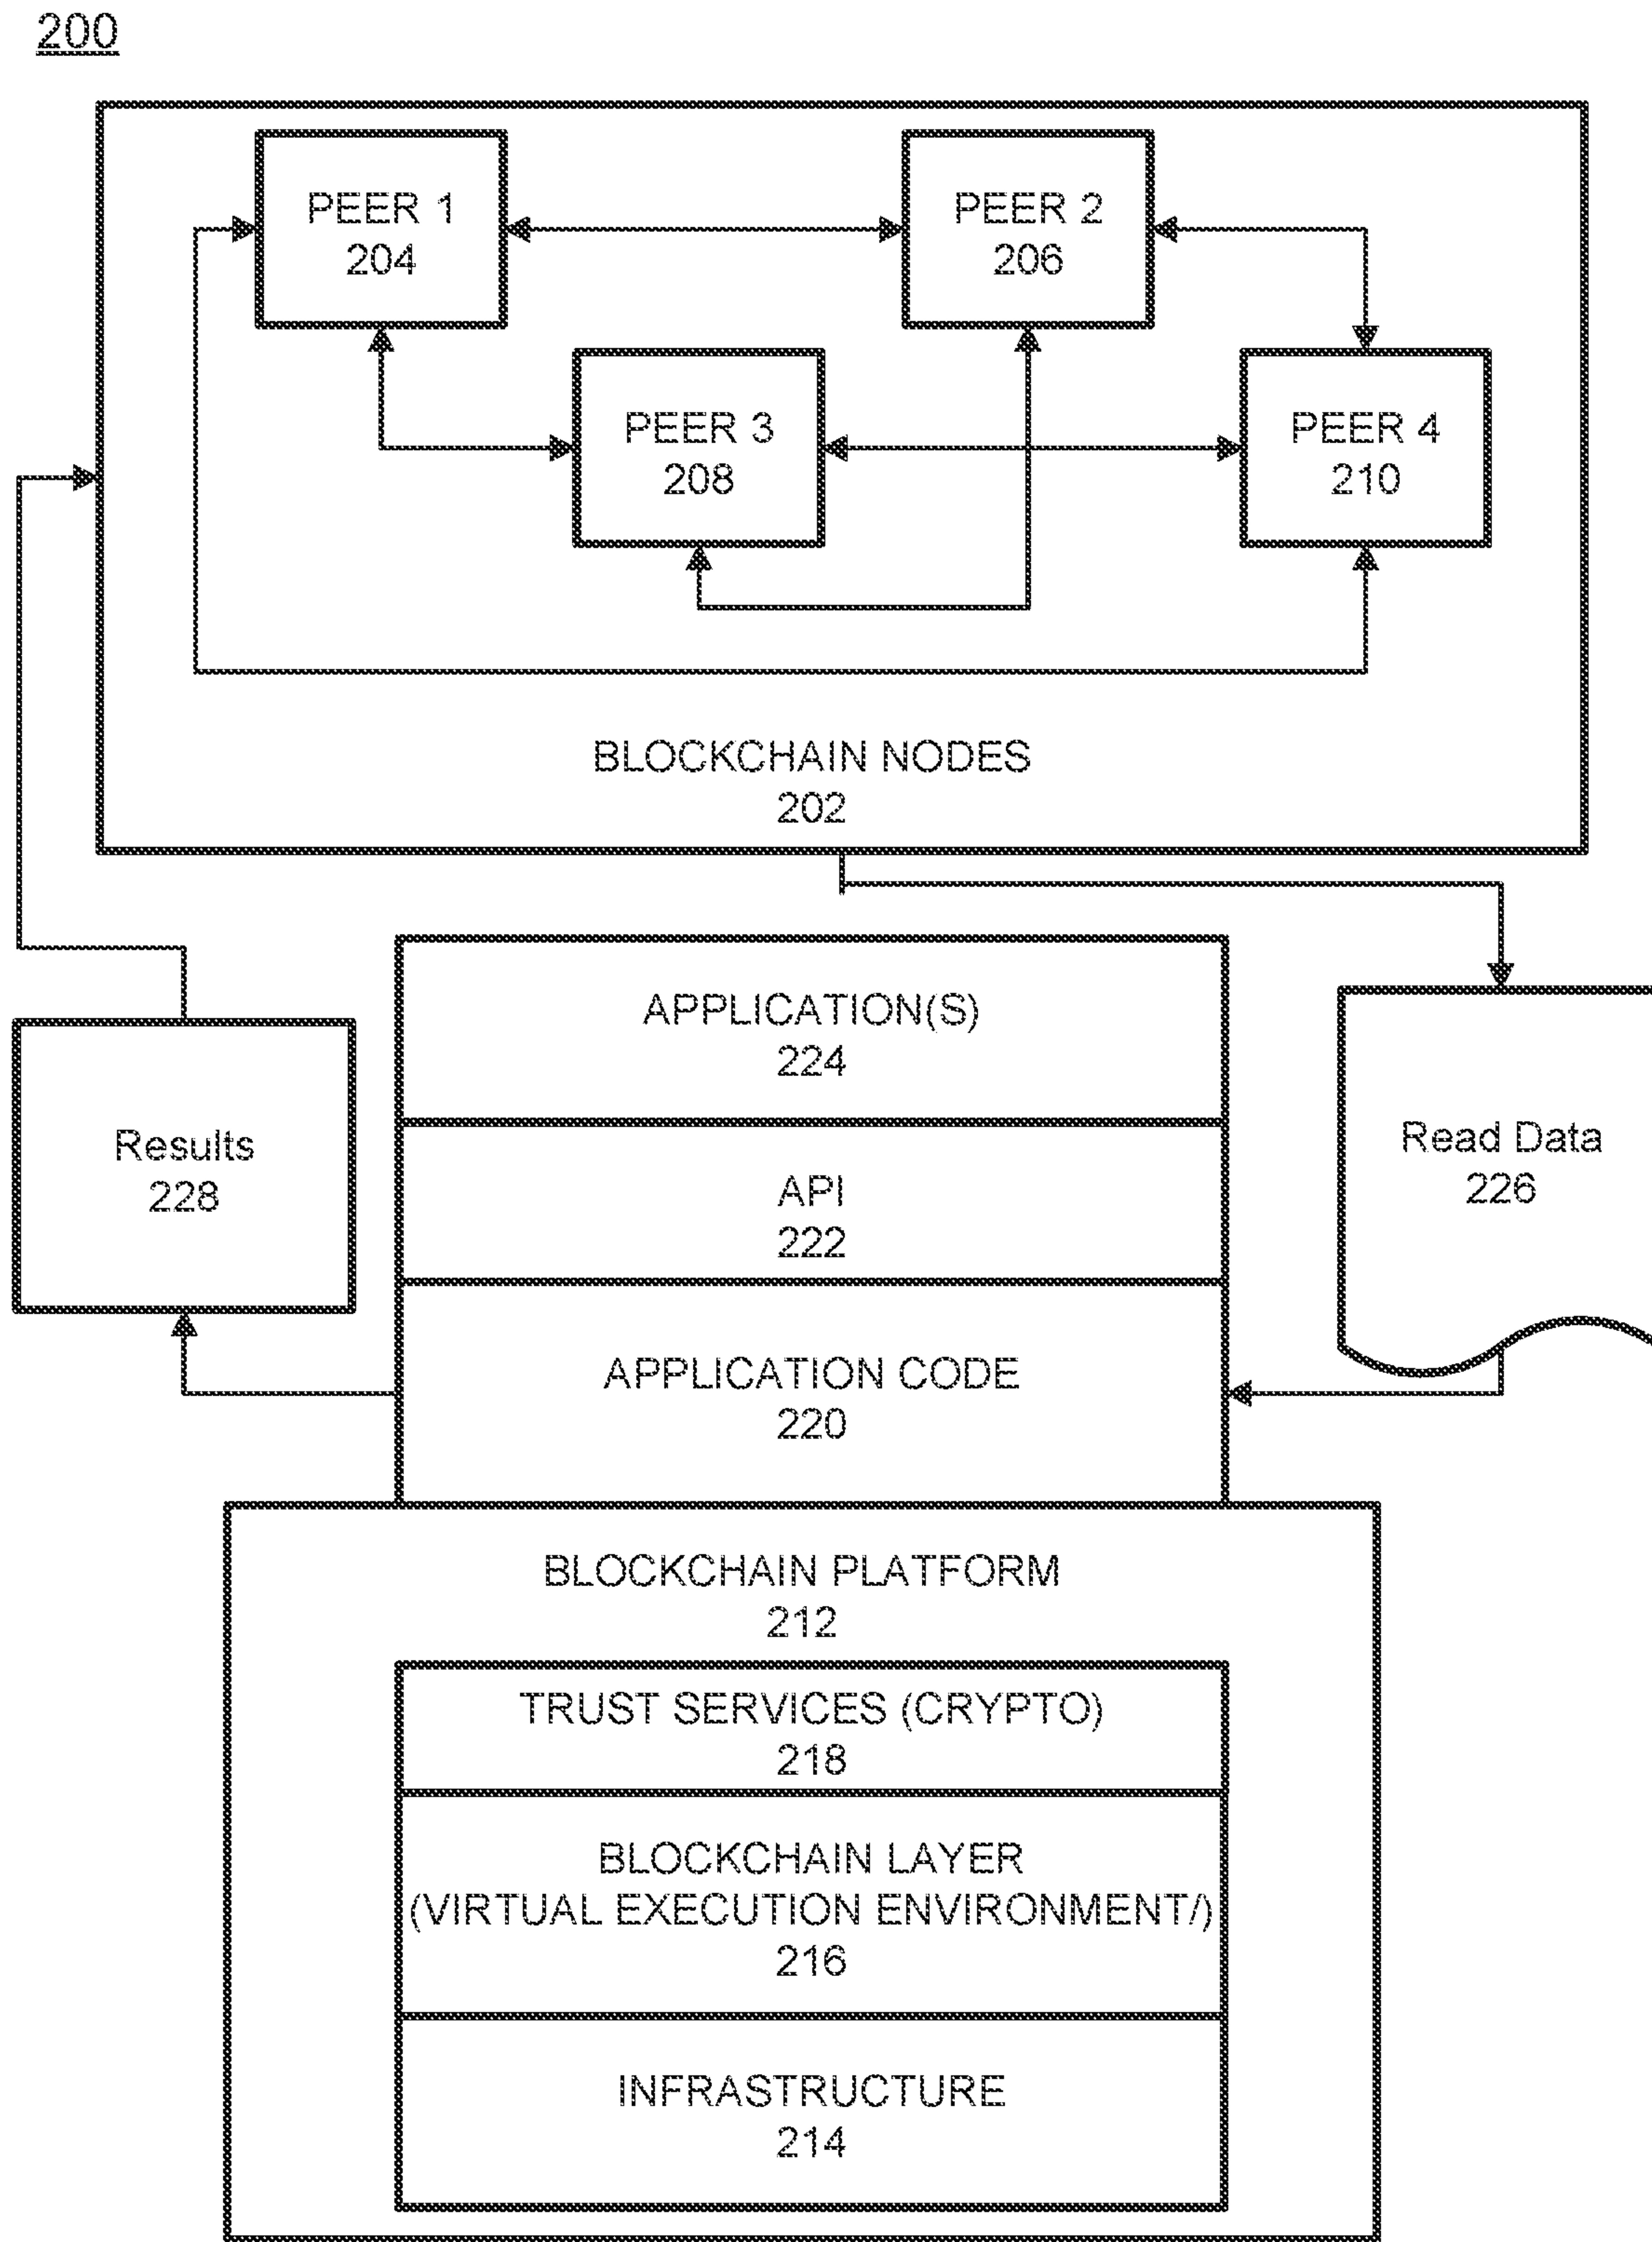 200
PEER 1
204
PEER 2
206
PEER 3
208
PEER 4
210
BLOCKCHAIN NODES
202
APPLICATION(S)
224
Results
228
API
222
Read Data
226
APPLICATION CODE
220
BLOCKCHAIN PLATFORM
212
TRUST SERVICES (CRYPTO)
218
BLOCKCHAIN LAYER
(VIRTUAL EXECUTION ENVIRONMENT/)
216
INFRASTRUCTURE
214